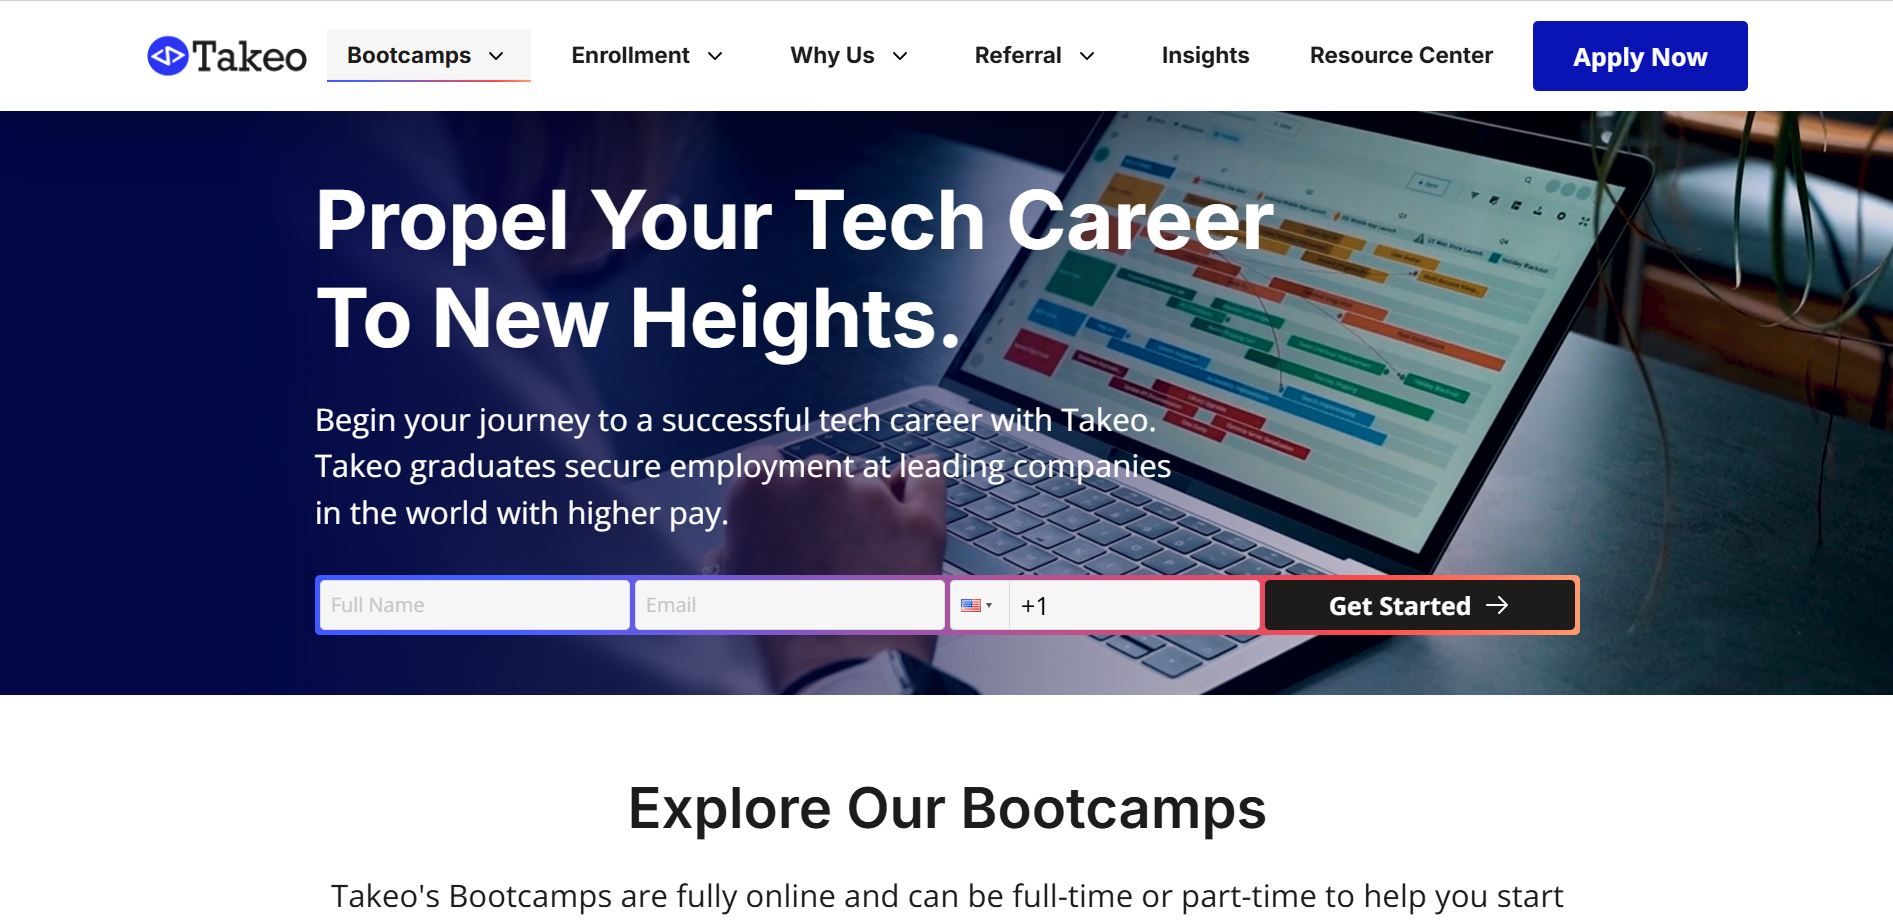 Takeo
Bootcamps
Enrollment
Why Us
Referral
Insights
Resource Center
Apply Now
Propel Your Tech Career
To New Heights.
Begin your journey to a successful tech career with Takeo.
Takeo graduates secure employment at leading companies
in the world with higher pay.
Full Name
Email
+1
Get Started
Explore Our Bootcamps
Takeo's Bootcamps are fully online and can be full-time or part-time to help you start